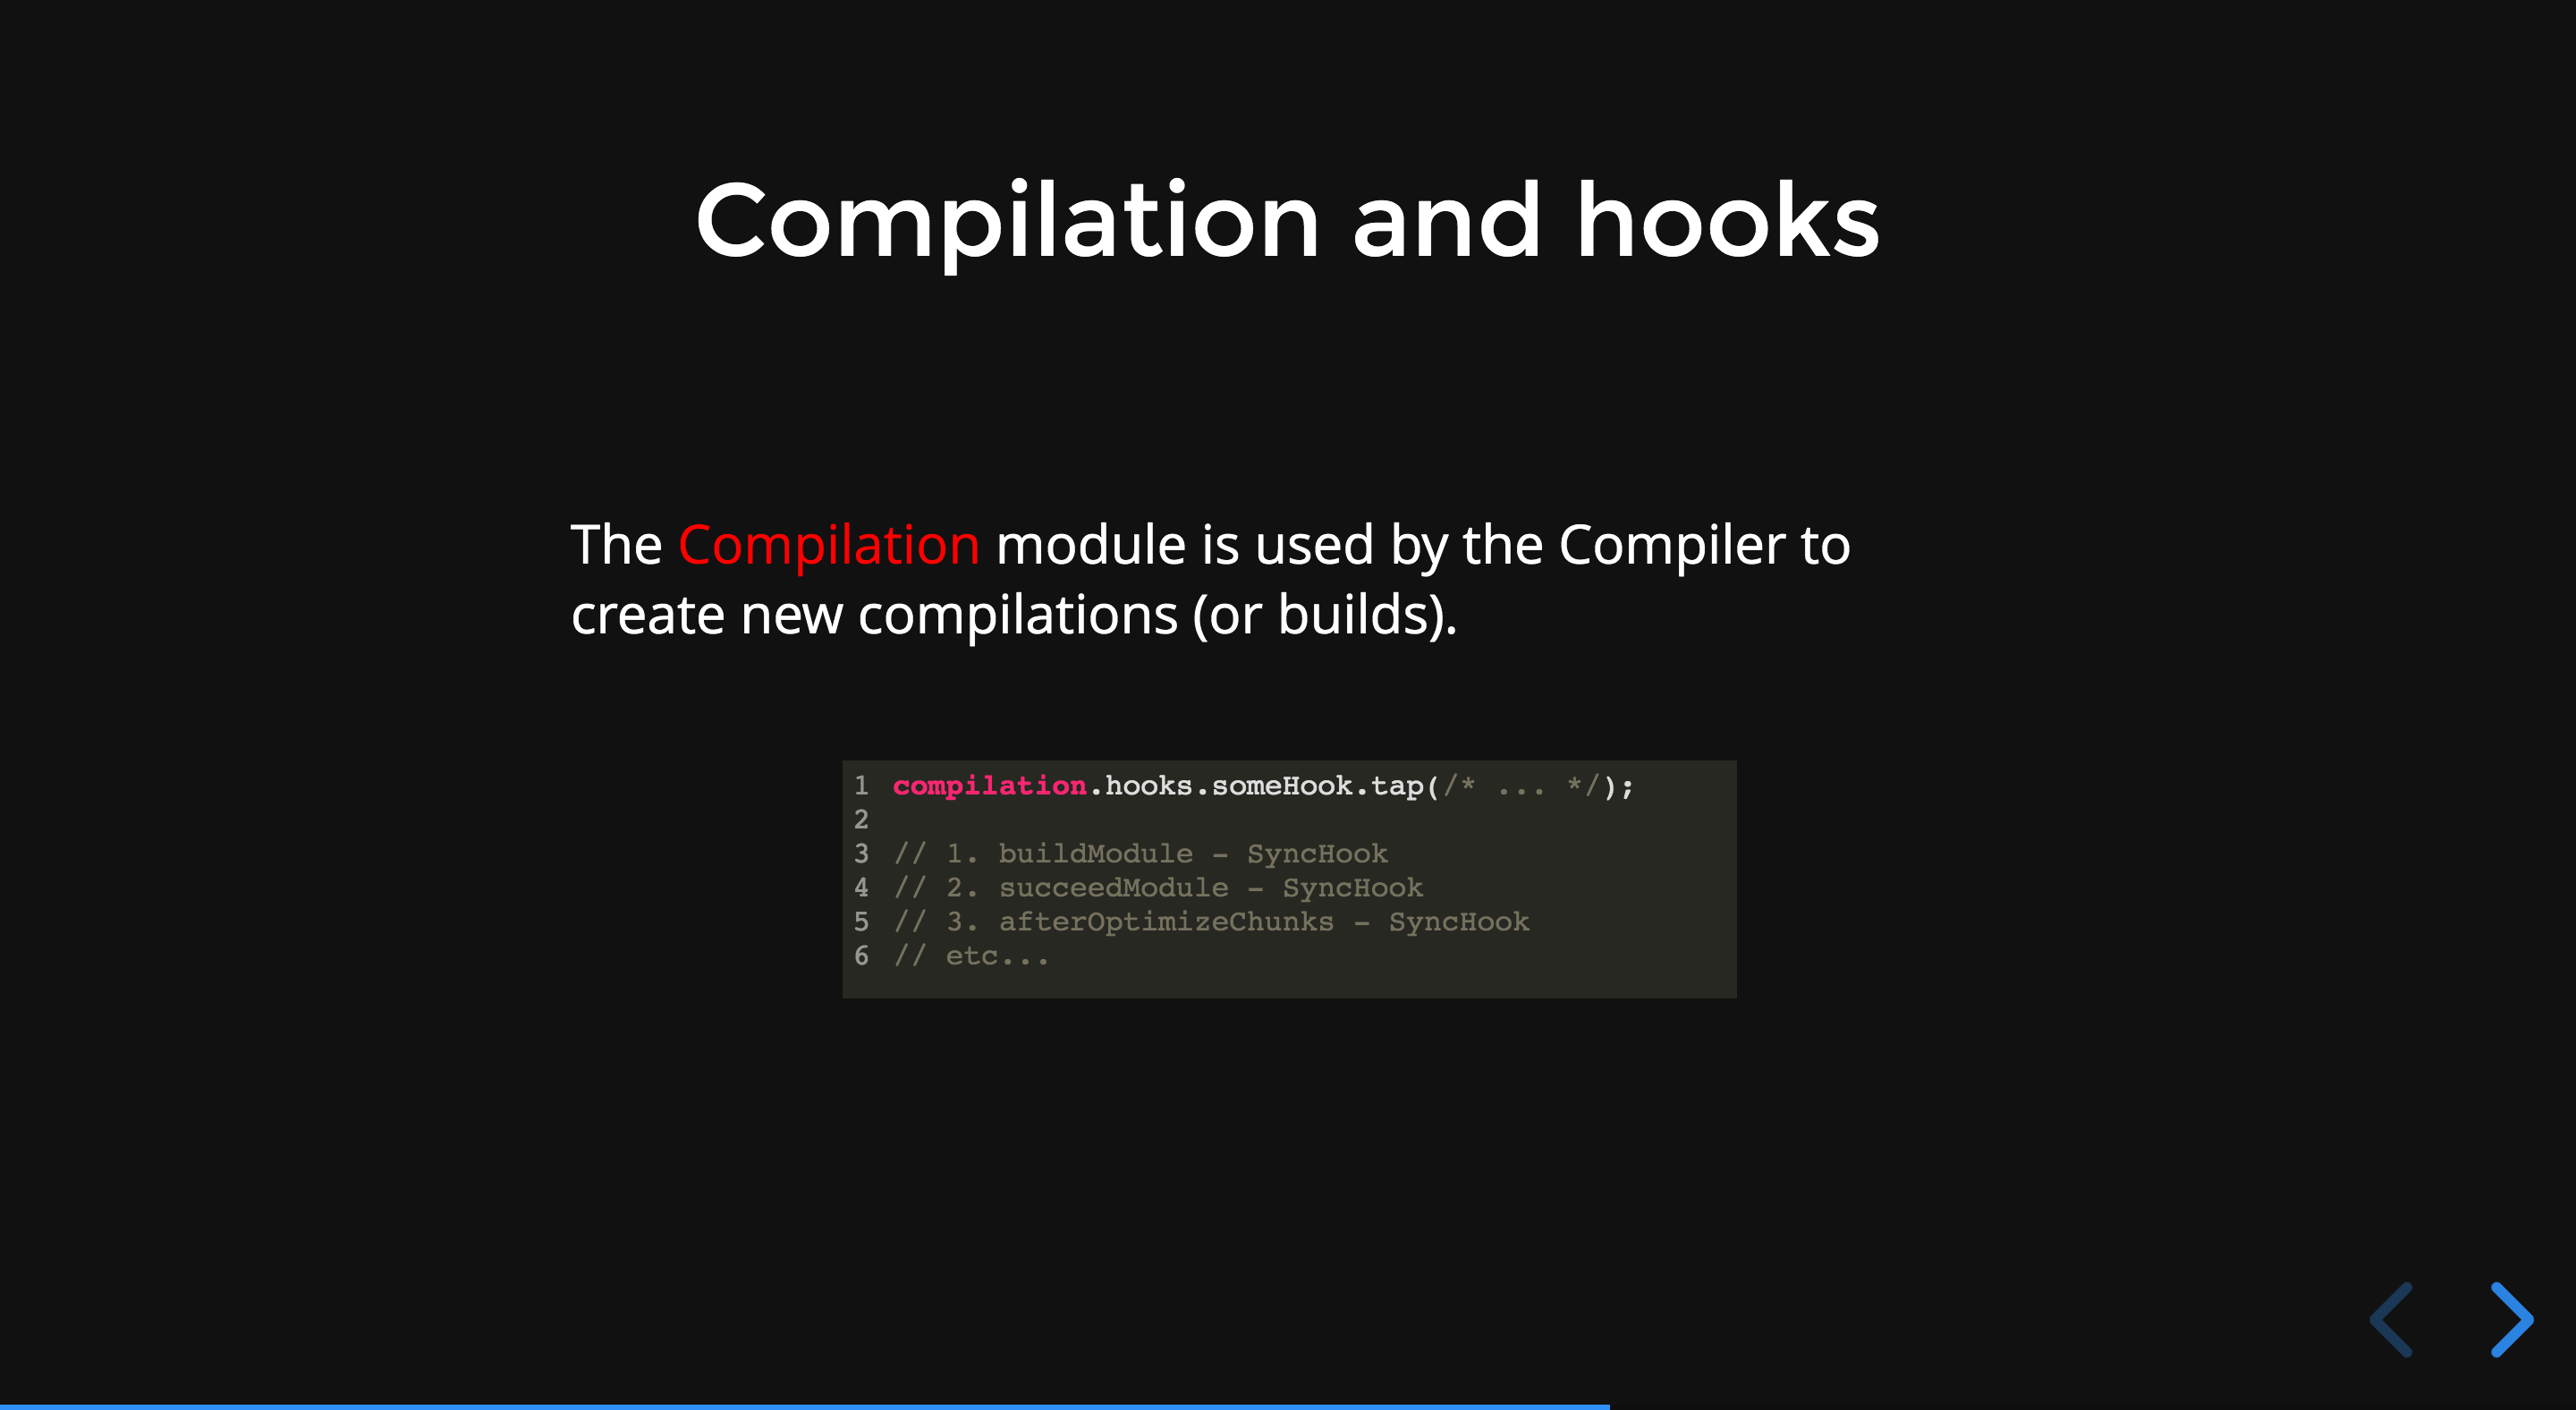 Compilation and hooks
The Compilation module is used by the Compiler to
create new compilations (or builds).
1 compilation.hooks.someHook.tap(/* ... */);
2
3 // 1. buildModule - SyncHook
4 // 2. succeedModule - SyncHook
5 // 3. afterOptimizeChunks - SyncHook
6 // etc...